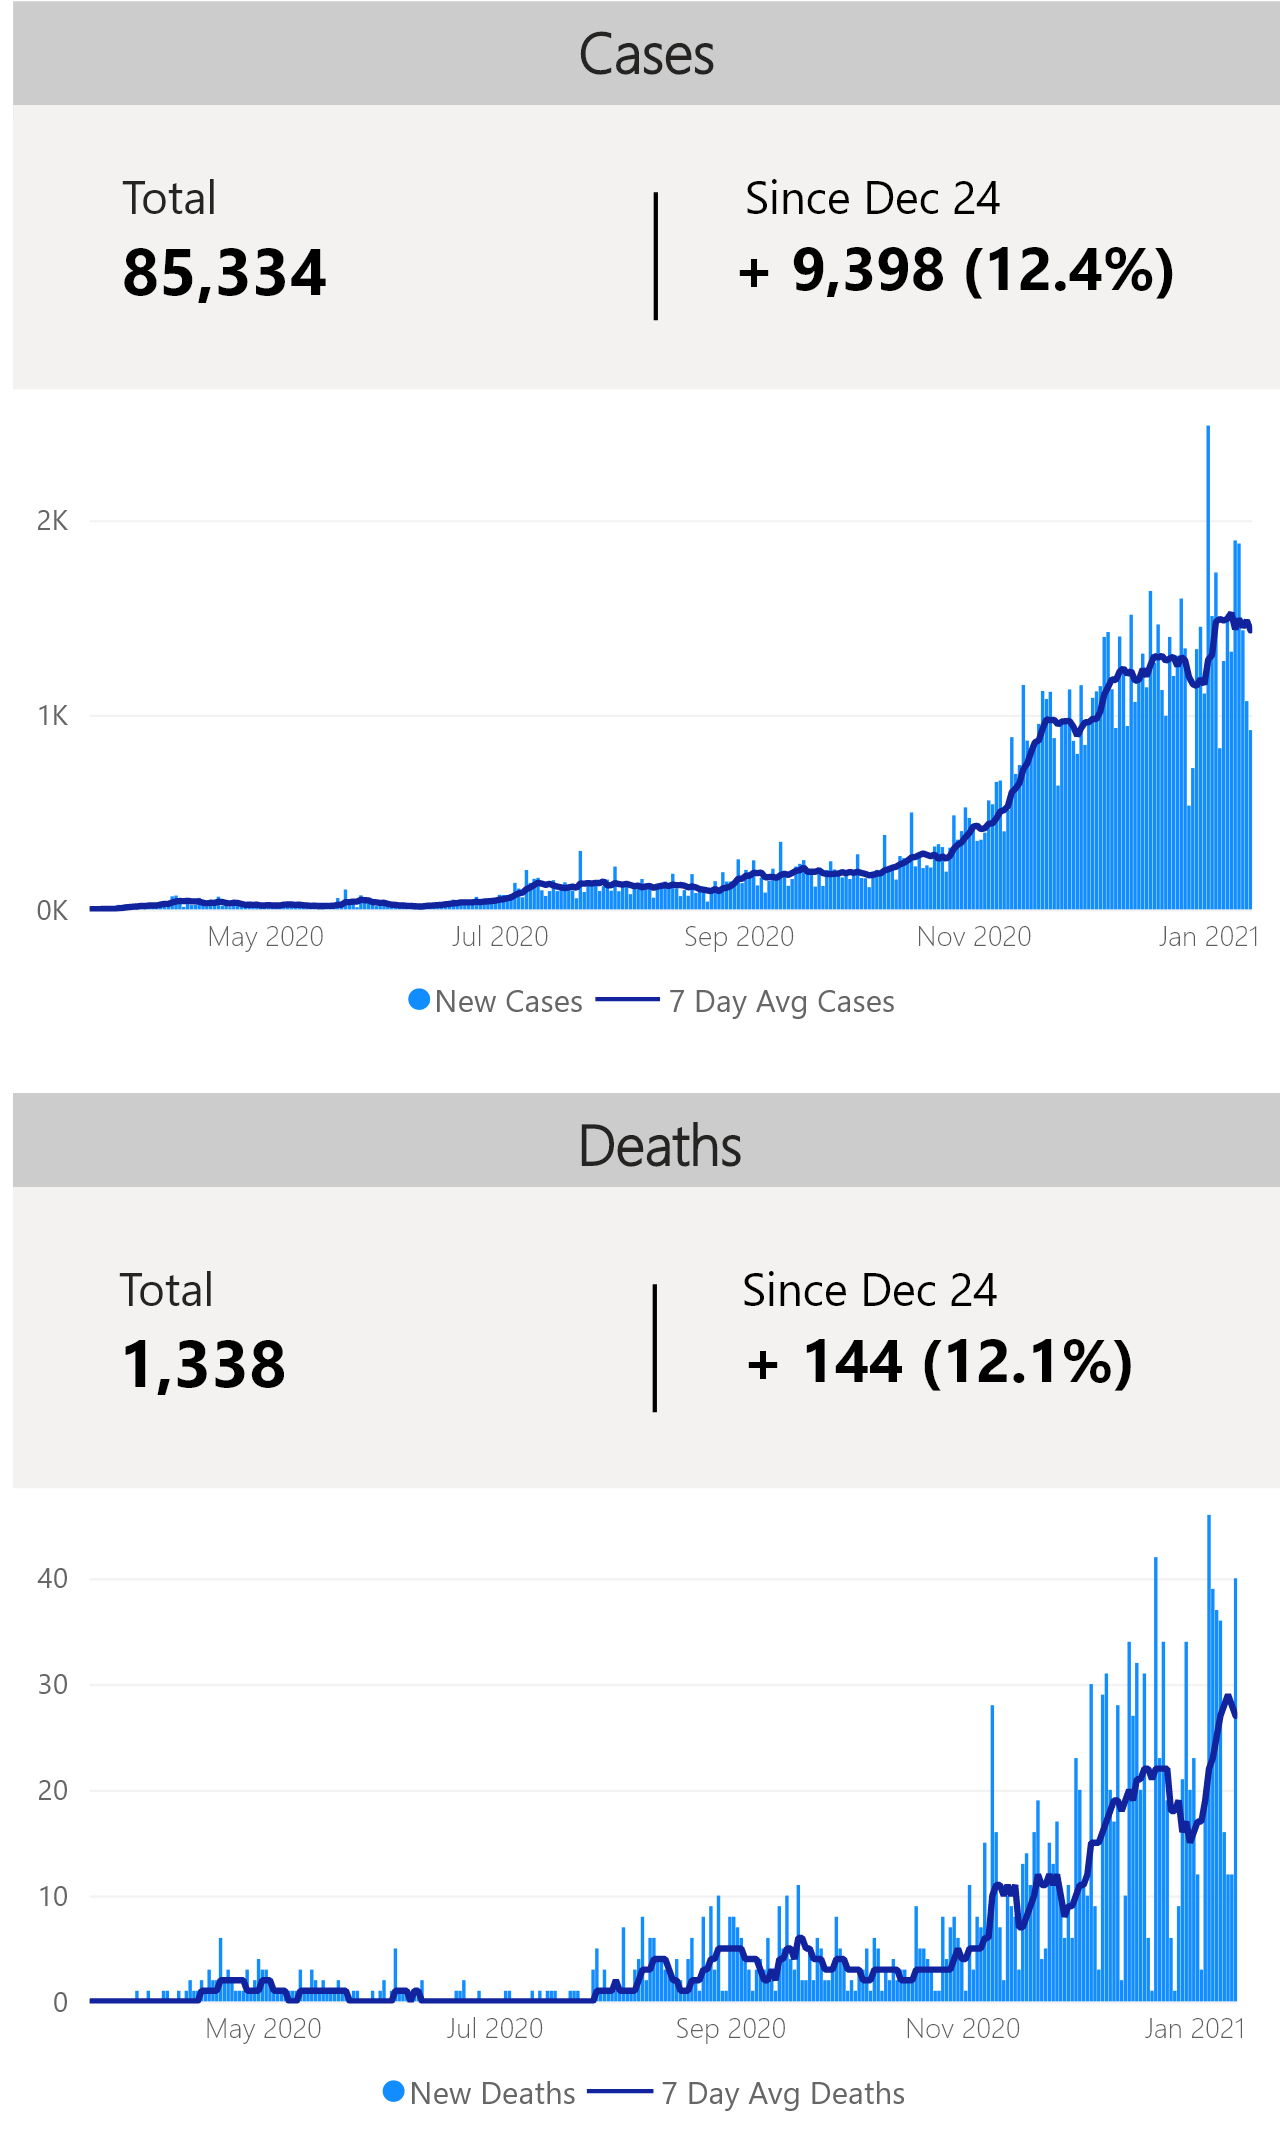 Cases
Total
Since Dec 24
85,334
+ 9,398 (12.4%)
2K
1K
0K
May 2020 Jul 2020 Sep 2020 Nov 2020 Jan 2021
New Cases 7 Day Avg Cases
Deaths
Total
Since Dec 24
1,338
+ 144 (12.1%)
40
30
20
10
0
May 2020 Jul 2020 Sep 2020 Nov 2020 Jan 2021
New Deaths 7 Day Avg Deaths